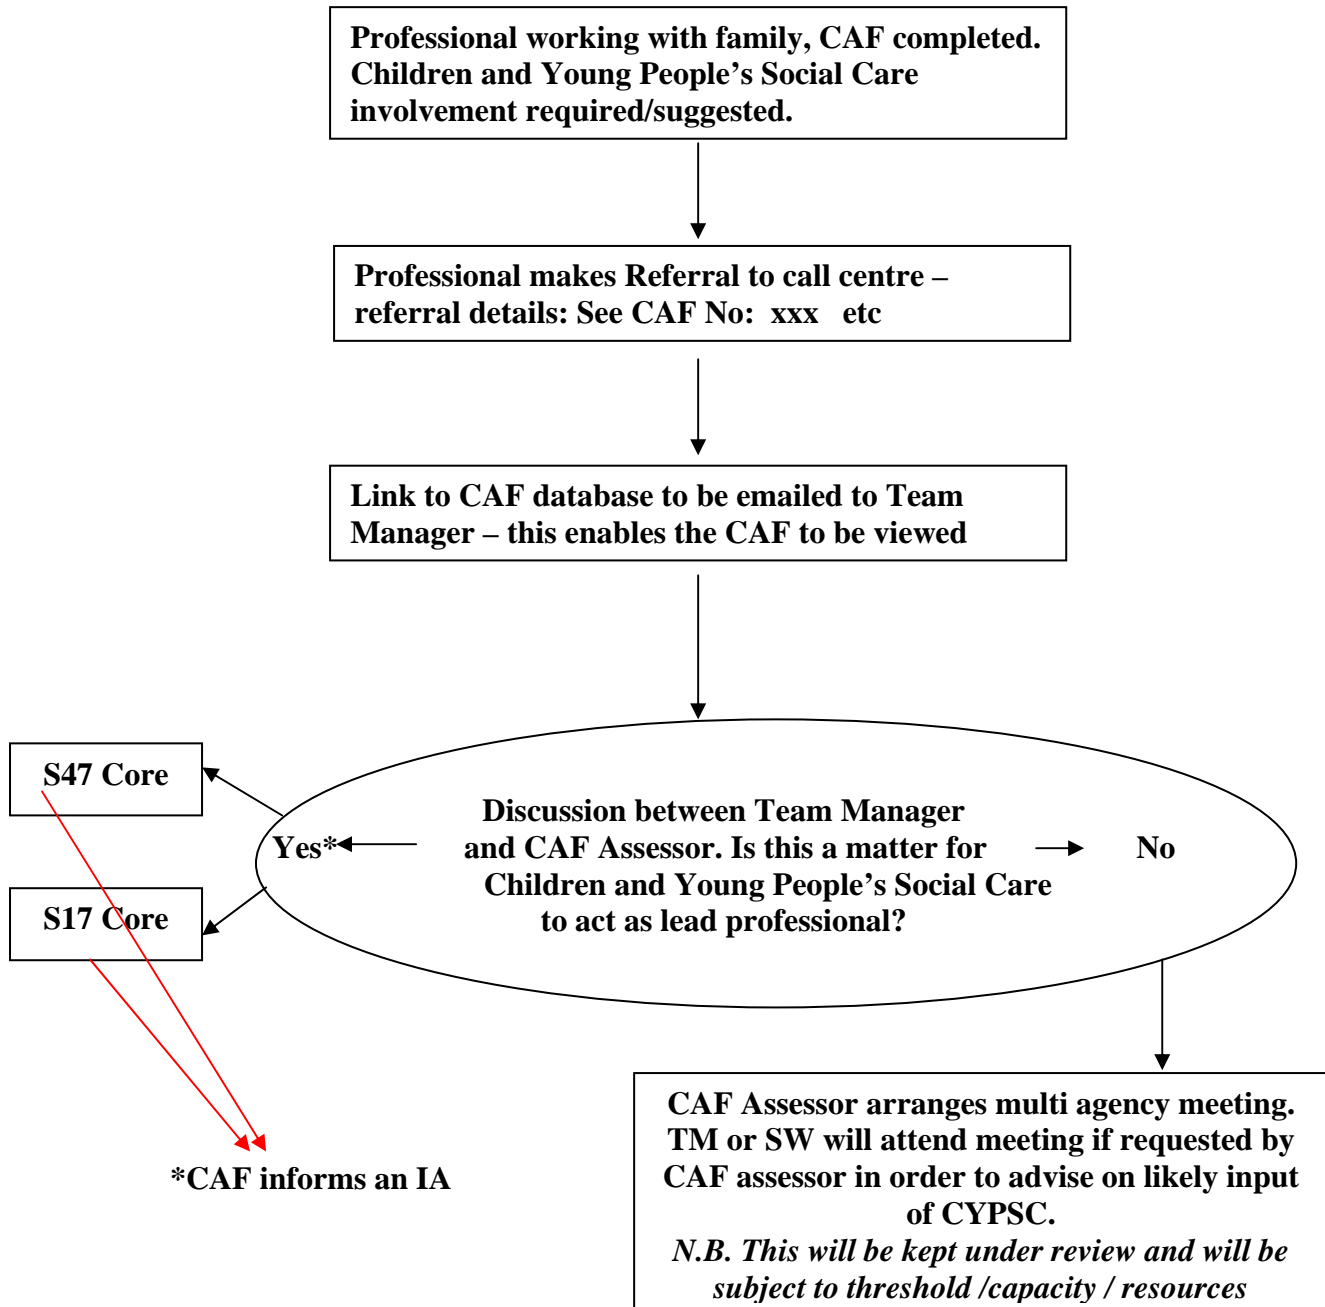 Professional working with family, CAF completed.
Children and Young People’s Social Care
involvement required/suggested.
Professional makes Referral to call centre –
referral details: See CAF No:  xxx   etc
Link to CAF database to be emailed to Team
Manager – this enables the CAF to be viewed
S47 Core
S17 Core
Yes*
Discussion between Team Manager
and CAF Assessor. Is this a matter for
Children and Young People’s Social Care
to act as lead professional?
No
*CAF informs an IA
CAF Assessor arranges multi agency meeting.
TM or SW will attend meeting if requested by
CAF assessor in order to advise on likely input
of CYPSC.
N.B. This will be kept under review and will be
subject to threshold /capacity / resources